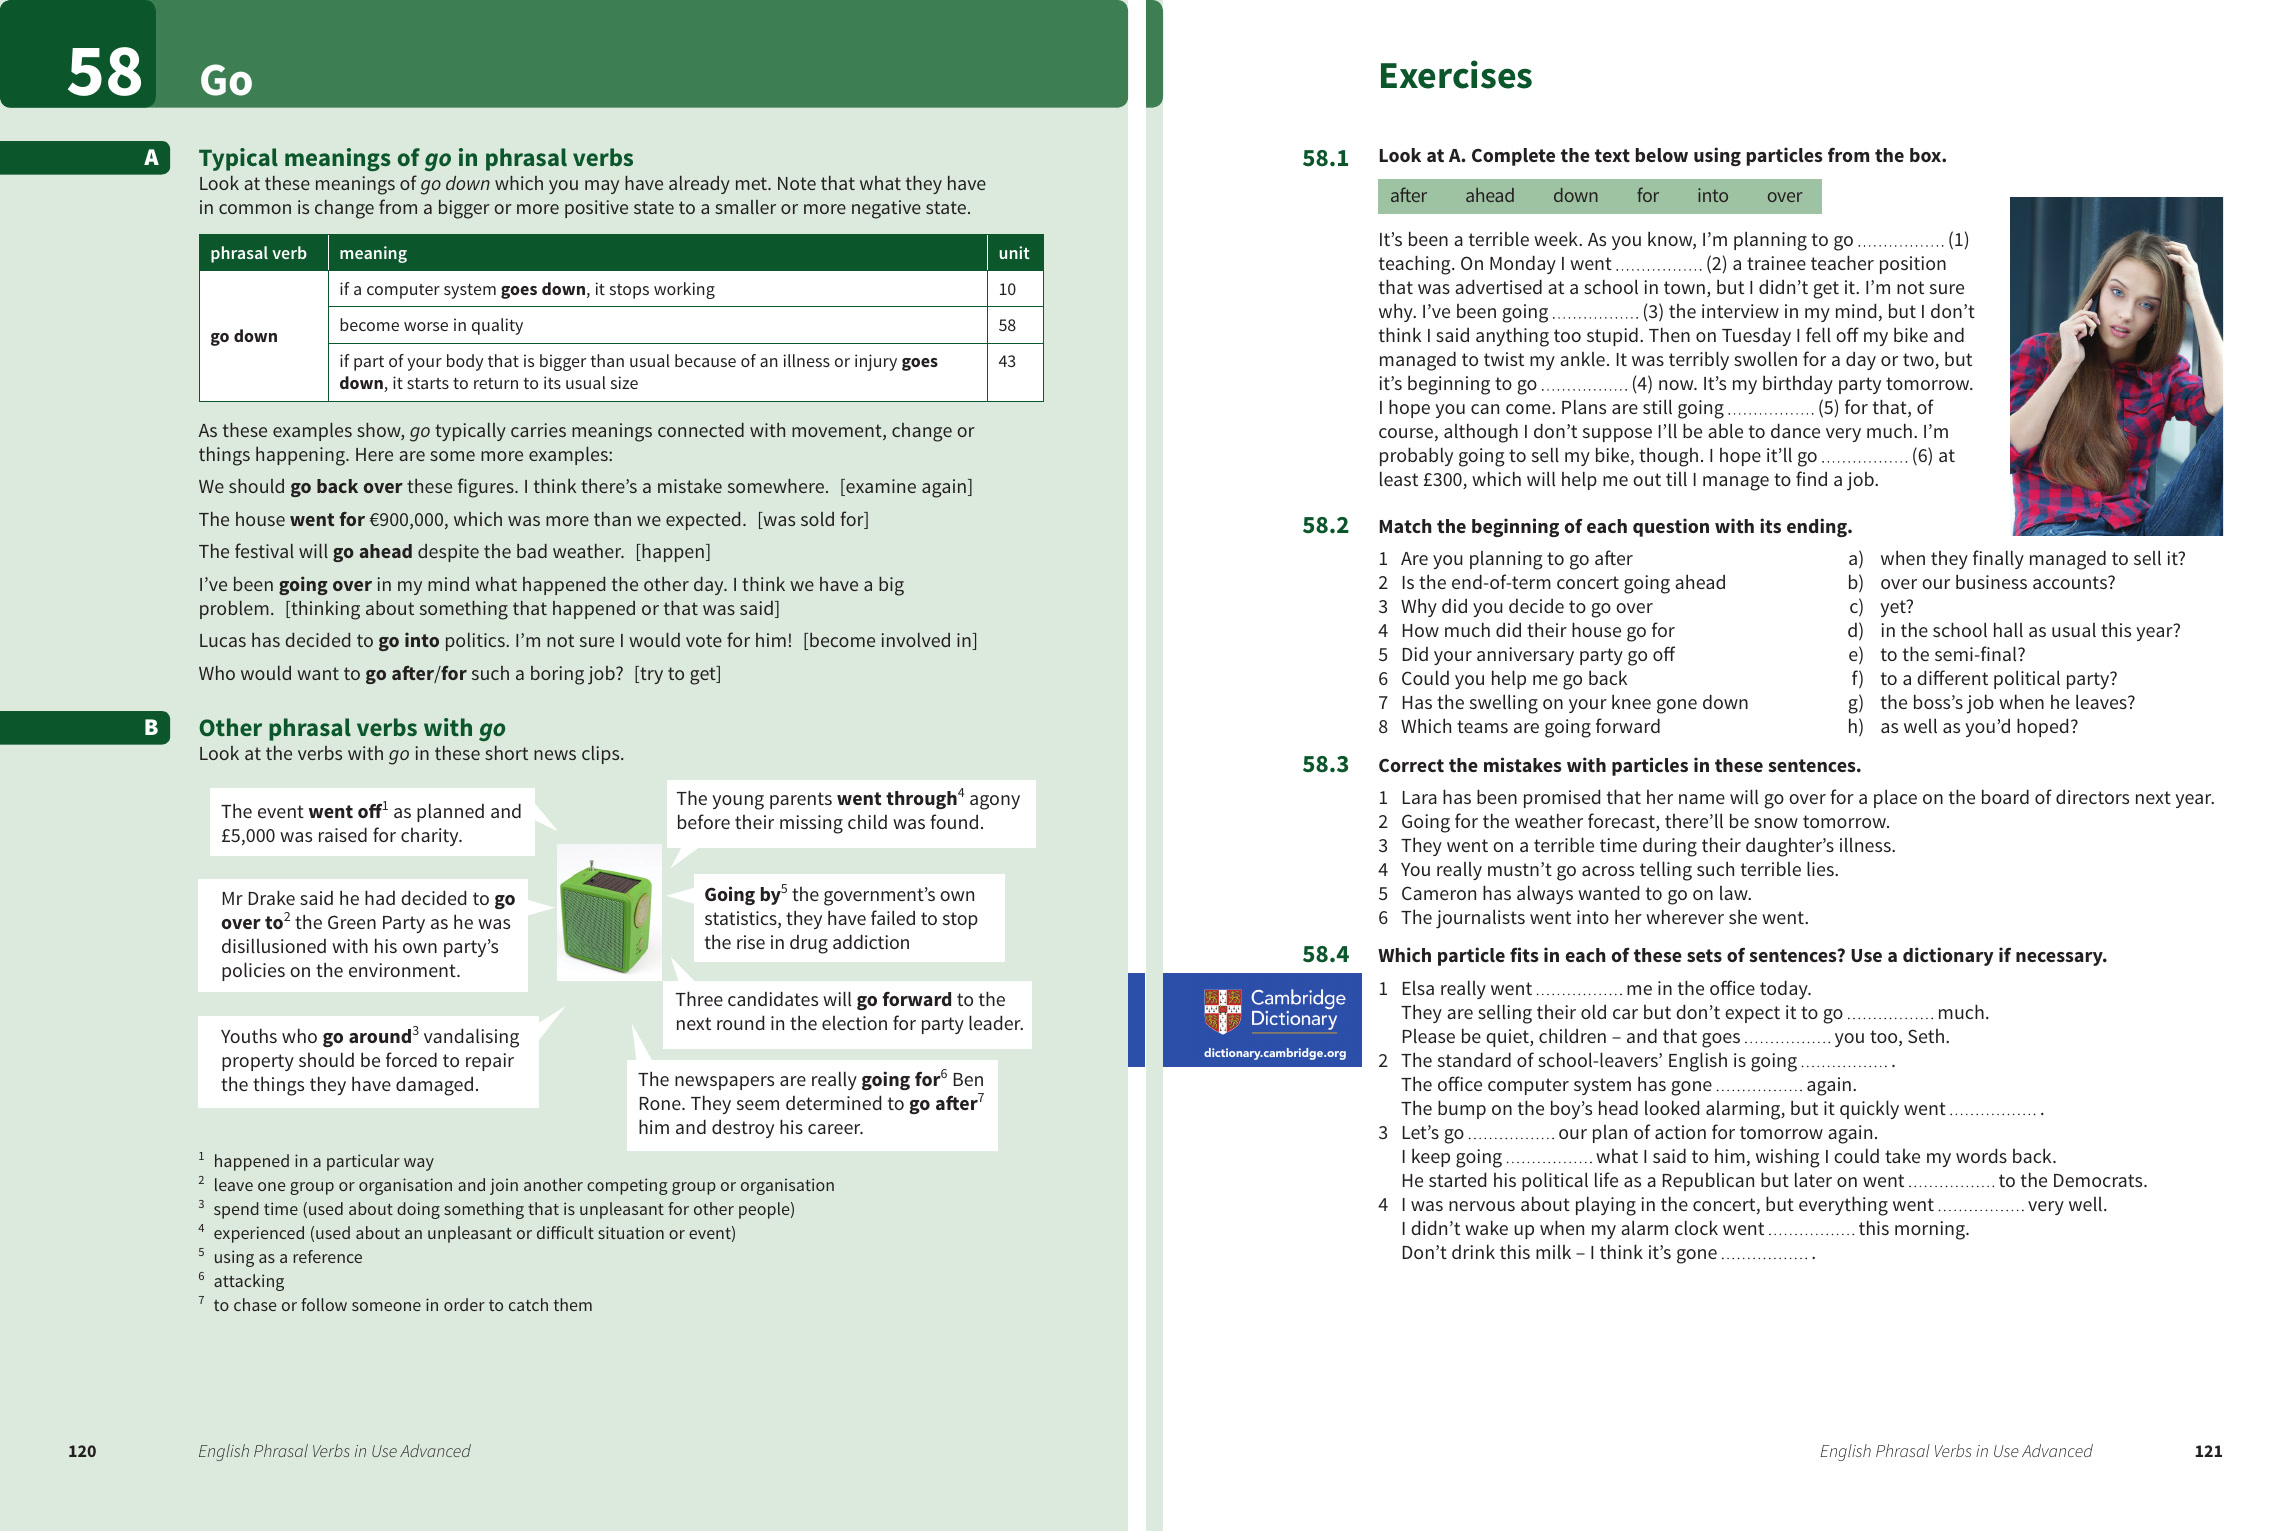 58
Go
A
Typical meanings of go in phrasal verbs
Look at these meanings of go down which you may have already met. Note that what they have
in common is change from a bigger or more positive state to a smaller or more negative state.
phrasal verb meaning unit
go down
if a computer system goes down, it stops working 10
become worse in quality 58
if part of your body that is bigger than usual because of an illness or injury goes 43
down, it starts to return to its usual size
As these examples show, go typically carries meanings connected with movement, change or
things happening. Here are some more examples:
We should go back over these figures. I think there's a mistake somewhere. [examine again]
The house went for €900,000, which was more than we expected. [was sold for]
The festival will go ahead despite the bad weather. [happen]
I've been going over in my mind what happened the other day. I think we have a big
problem. [thinking about something that happened or that was said]
Lucas has decided to go into politics. I'm not sure I would vote for him! [become involved in]
Who would want to go after/for such a boring job? [try to get]
B
Other phrasal verbs with go
Look at the verbs with go in these short news clips.
The event went off¹ as planned and
£5,000 was raised for charity.
The young parents went through⁴ agony
before their missing child was found.
Mr Drake said he had decided to go
over to² the Green Party as he was
disillusioned with his own party's
policies on the environment.
Going by⁵ the government's own
statistics, they have failed to stop
the rise in drug addiction
Youths who go around³ vandalising
property should be forced to repair
the things they have damaged.
Three candidates will go forward to the
next round in the election for party leader.
The newspapers are really going for⁶ Ben
Rone. They seem determined to go after⁷
him and destroy his career.
¹ happened in a particular way
² leave one group or organisation and join another competing group or organisation
³ spend time (used about doing something that is unpleasant for other people)
⁴ experienced (used about an unpleasant or difficult situation or event)
⁵ using as a reference
⁶ attacking
⁷ to chase or follow someone in order to catch them
120 English Phrasal Verbs in Use Advanced
Exercises
58.1 Look at A. Complete the text below using particles from the box.
after ahead down for into over
It's been a terrible week. As you know, I'm planning to go ................. (1)
teaching. On Monday I went ................. (2) a trainee teacher position
that was advertised at a school in town, but I didn't get it. I'm not sure
why. I've been going ................. (3) the interview in my mind, but I don't
think I said anything too stupid. Then on Tuesday I fell off my bike and
managed to twist my ankle. It was terribly swollen for a day or two, but
it's beginning to go ................. (4) now. It's my birthday party tomorrow.
I hope you can come. Plans are still going ................. (5) for that, of
course, although I don't suppose I'll be able to dance very much. I'm
probably going to sell my bike, though. I hope it'll go ................. (6) at
least £300, which will help me out till I manage to find a job.
58.2 Match the beginning of each question with its ending.
1 Are you planning to go after a) when they finally managed to sell it?
2 Is the end-of-term concert going ahead b) over our business accounts?
3 Why did you decide to go over c) yet?
4 How much did their house go for d) in the school hall as usual this year?
5 Did your anniversary party go off e) to the semi-final?
6 Could you help me go back f) to a different political party?
7 Has the swelling on your knee gone down g) the boss's job when he leaves?
8 Which teams are going forward h) as well as you'd hoped?
58.3 Correct the mistakes with particles in these sentences.
1 Lara has been promised that her name will go over for a place on the board of directors next year.
2 Going for the weather forecast, there'll be snow tomorrow.
3 They went on a terrible time during their daughter's illness.
4 You really mustn't go across telling such terrible lies.
5 Cameron has always wanted to go on law.
6 The journalists went into her wherever she went.
58.4 Which particle fits in each of these sets of sentences? Use a dictionary if necessary.
Cambridge
Dictionary
dictionary.cambridge.org
1 Elsa really went ................. me in the office today.
They are selling their old car but don't expect it to go ................. much.
Please be quiet, children – and that goes ................. you too, Seth.
2 The standard of school-leavers' English is going ................. .
The office computer system has gone ................. again.
The bump on the boy's head looked alarming, but it quickly went ................. .
3 Let's go ................. our plan of action for tomorrow again.
I keep going ................. what I said to him, wishing I could take my words back.
He started his political life as a Republican but later on went ................. to the Democrats.
4 I was nervous about playing in the concert, but everything went ................. very well.
I didn't wake up when my alarm clock went ................. this morning.
Don't drink this milk – I think it's gone ................. .
English Phrasal Verbs in Use Advanced 121